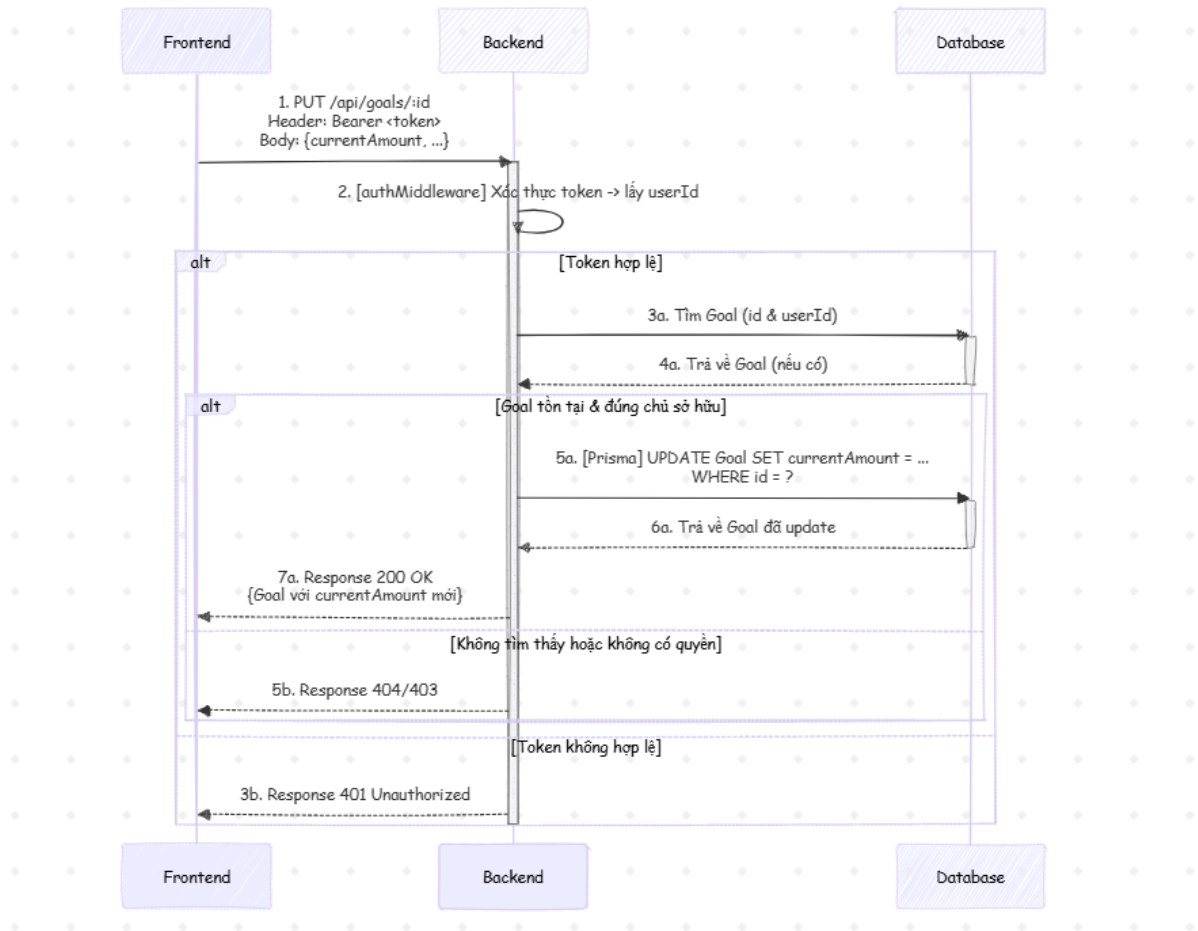 Frontend
Backend
Database
1. PUT /api/goals/:id
Header: Bearer <token>
Body: {currentAmount, ...}
2. [authMiddleware] Xác thực token -> lấy userId
alt
[Token hợp lệ]
3a. Tìm Goal (id & userId)
4a. Trả về Goal (nếu có)
alt
[Goal tồn tại & đúng chủ sở hữu]
5a. [Prisma] UPDATE Goal SET currentAmount = ...
WHERE id = ?
6a. Trả về Goal đã update
7a. Response 200 OK
{Goal với currentAmount mới}
[Không tìm thấy hoặc không có quyền]
5b. Response 404/403
[Token không hợp lệ]
3b. Response 401 Unauthorized
Frontend
Backend
Database